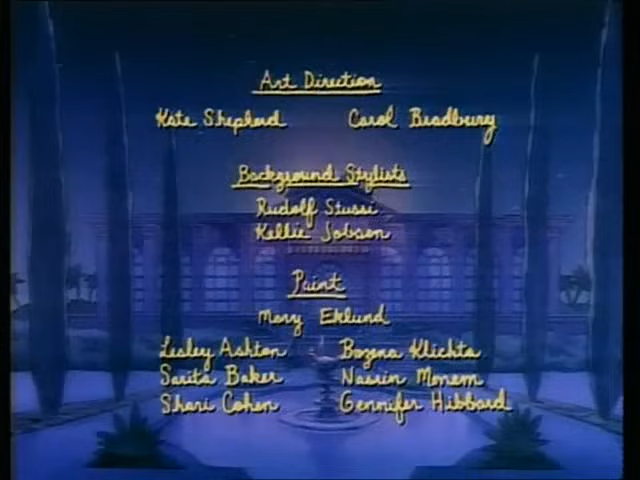 Art Direction
Kate Shepherd Carol Bradbury
Background Stylists
Rudolf Stussi
Kellie Jobson
Paint
Mary Eklund
Lesley Ashton Bozena Klichta
Sarita Baker Nasrin Monem
Shari Cohen Gennifer Hibbard